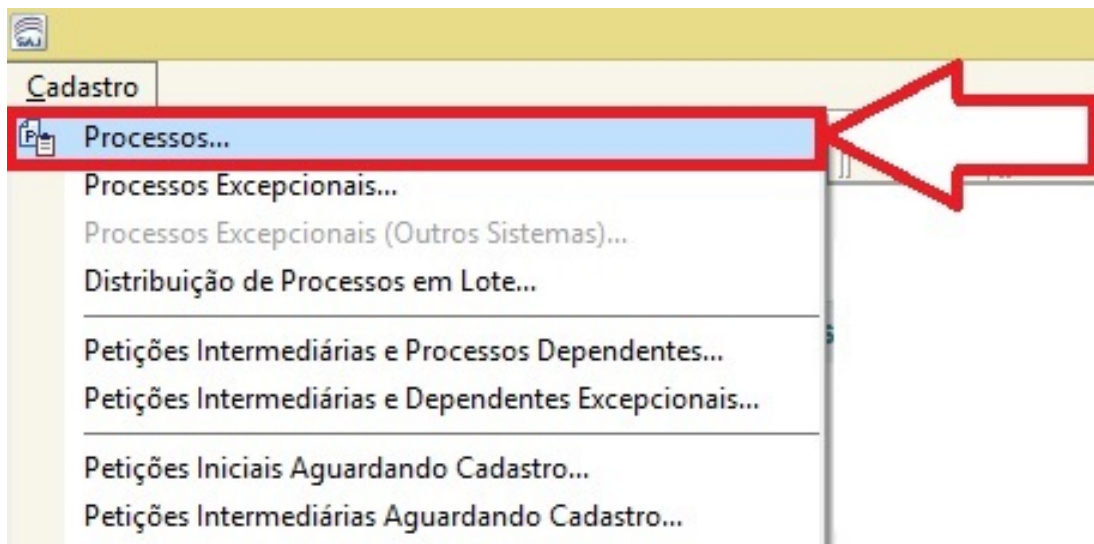 SAJ
Cadastro
Processos...
Processos Excepcionais...
Processos Excepcionais (Outros Sistemas)...
Distribuição de Processos em Lote...
Petições Intermediárias e Processos Dependentes...
Petições Intermediárias e Dependentes Excepcionais...
Petições Iniciais Aguardando Cadastro...
Petições Intermediárias Aguardando Cadastro...